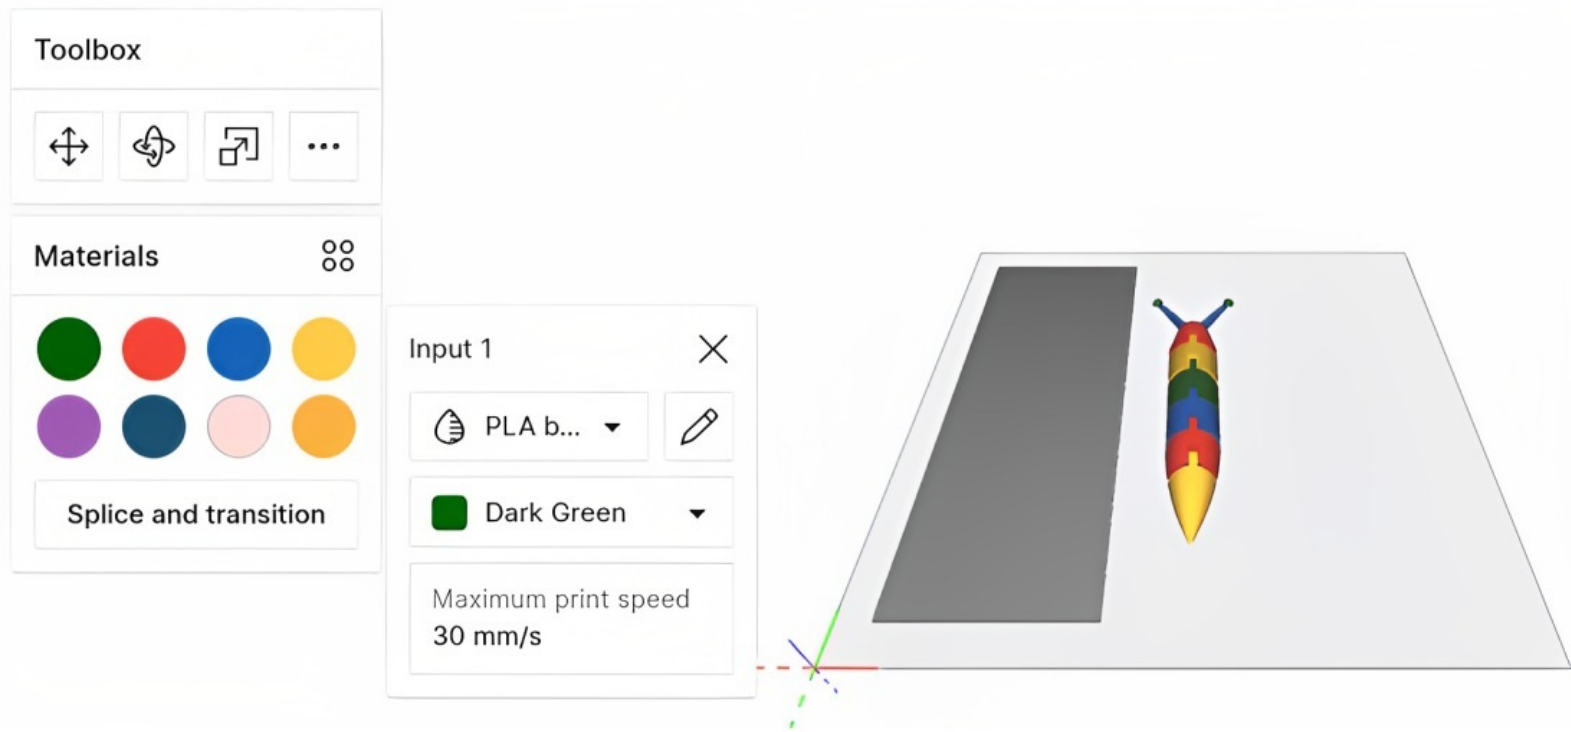 Toolbox
Materials
Splice and transition
Input 1
PLA b...
Dark Green
Maximum print speed
30 mm/s